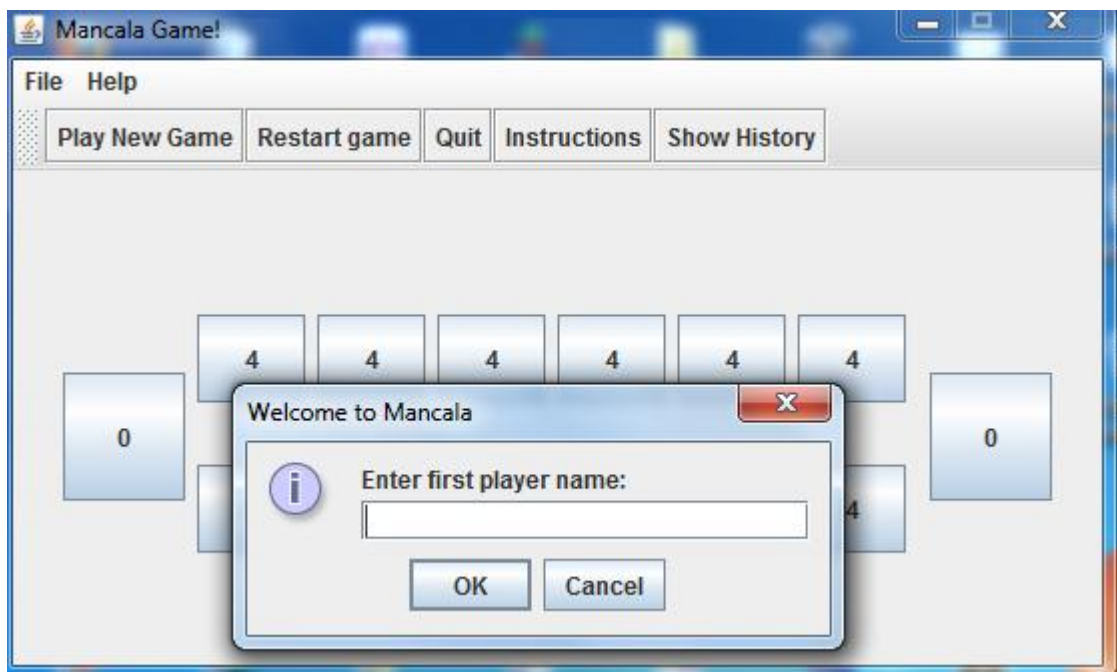 Mancala Game!
File Help
Play New Game Restart game Quit Instructions Show History
4 4 4 4 4 4
0 0
Welcome to Mancala
Enter first player name:
4
OK Cancel